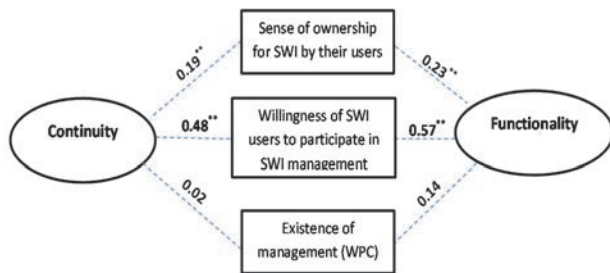 Sense of ownership
for SWI by their users
0.19**
0.23**
Continuity
0.48**
Willingness of SWI
users to participate in
SWI management
0.57**
Functionality
0.02
0.14
Existence of
management (WPC)